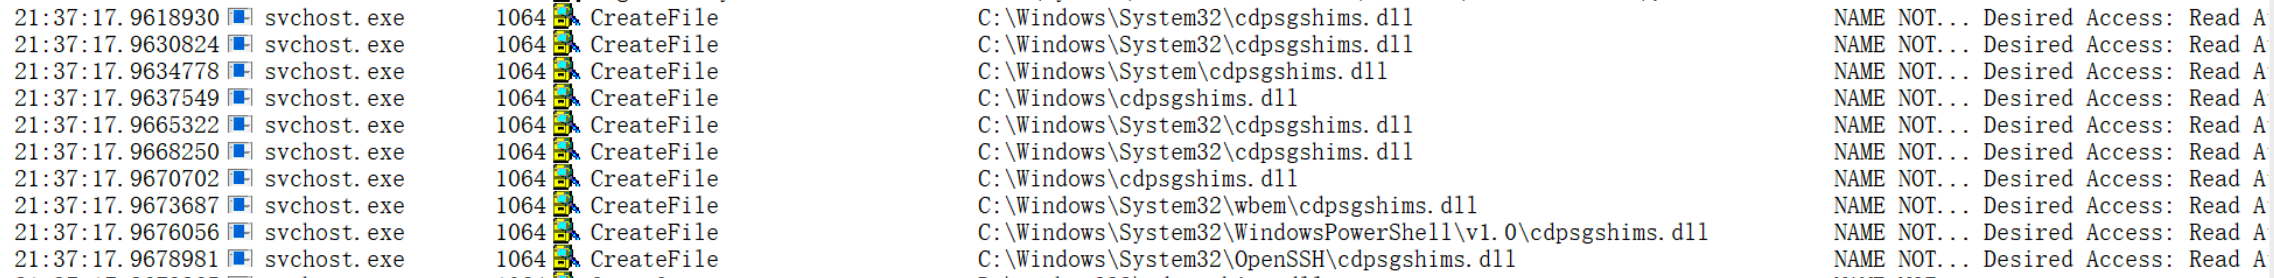 21:37:17.9618930 svchost.exe 1064 CreateFile C:\Windows\System32\cdpsgshims.dll NAME NOT... Desired Access: Read A
21:37:17.9630824 svchost.exe 1064 CreateFile C:\Windows\System32\cdpsgshims.dll NAME NOT... Desired Access: Read A
21:37:17.9634778 svchost.exe 1064 CreateFile C:\Windows\System\cdpsgshims.dll NAME NOT... Desired Access: Read A
21:37:17.9637549 svchost.exe 1064 CreateFile C:\Windows\cdpsgshims.dll NAME NOT... Desired Access: Read A
21:37:17.9665322 svchost.exe 1064 CreateFile C:\Windows\System32\cdpsgshims.dll NAME NOT... Desired Access: Read A
21:37:17.9668250 svchost.exe 1064 CreateFile C:\Windows\System32\cdpsgshims.dll NAME NOT... Desired Access: Read A
21:37:17.9670702 svchost.exe 1064 CreateFile C:\Windows\cdpsgshims.dll NAME NOT... Desired Access: Read A
21:37:17.9673687 svchost.exe 1064 CreateFile C:\Windows\System32\wbem\cdpsgshims.dll NAME NOT... Desired Access: Read A
21:37:17.9676056 svchost.exe 1064 CreateFile C:\Windows\System32\WindowsPowerShell\v1.0\cdpsgshims.dll NAME NOT... Desired Access: Read A
21:37:17.9678981 svchost.exe 1064 CreateFile C:\Windows\System32\OpenSSH\cdpsgshims.dll NAME NOT... Desired Access: Read A